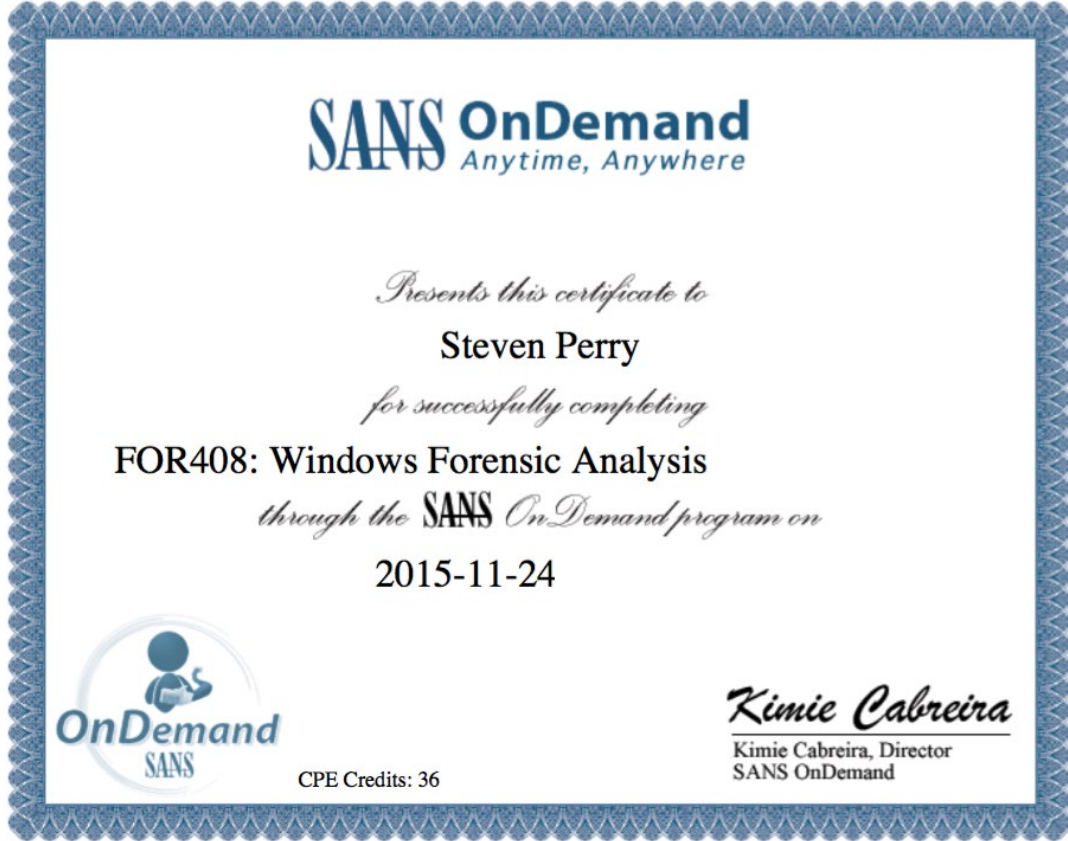 SANS OnDemand
Anytime, Anywhere
Presents this certificate to
Steven Perry
for successfully completing
FOR408: Windows Forensic Analysis
through the SANS OnDemand program on
2015-11-24
OnDemand
SANS
CPE Credits: 36
Kimie Cabreira
Kimie Cabreira, Director
SANS OnDemand